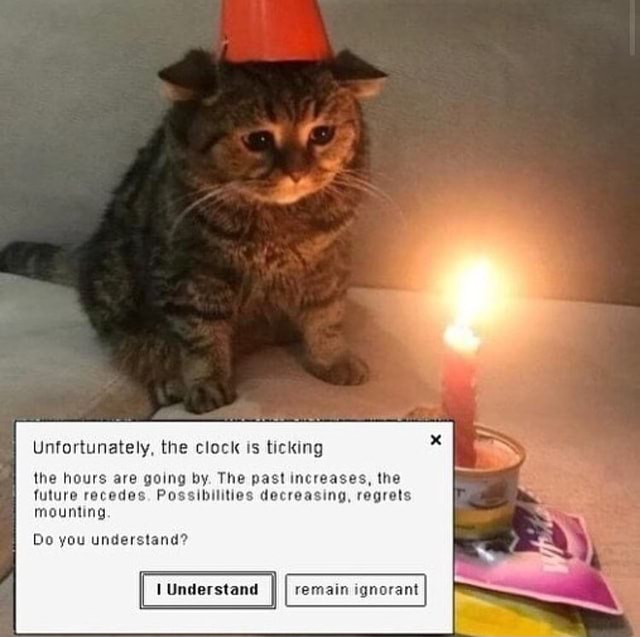 Unfortunately, the clock is ticking
×
the hours are going by. The past increases, the
future recedes. Possibilities decreasing, regrets
mounting.
Do you understand?
I Understand
remain ignorant